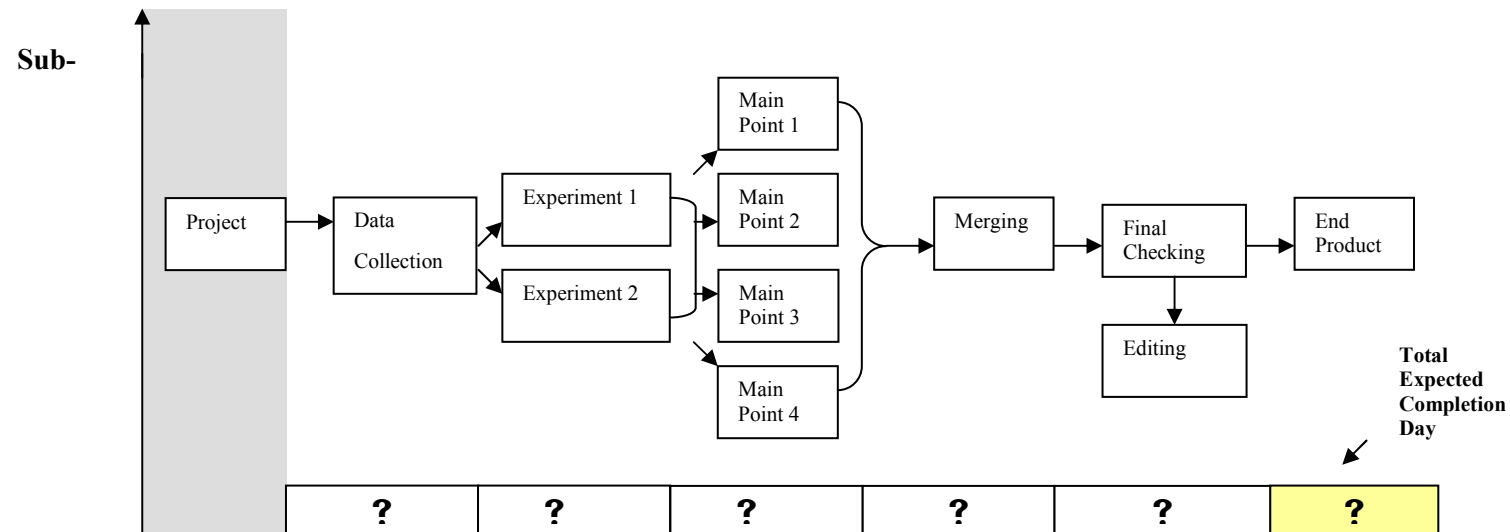 Sub-
Project
Data
Collection
Experiment 1
Experiment 2
Main
Point 1
Main
Point 2
Main
Point 3
Main
Point 4
Merging
Final
Checking
Editing
End
Product
Total
Expected
Completion
Day
? ? ? ? ? ?